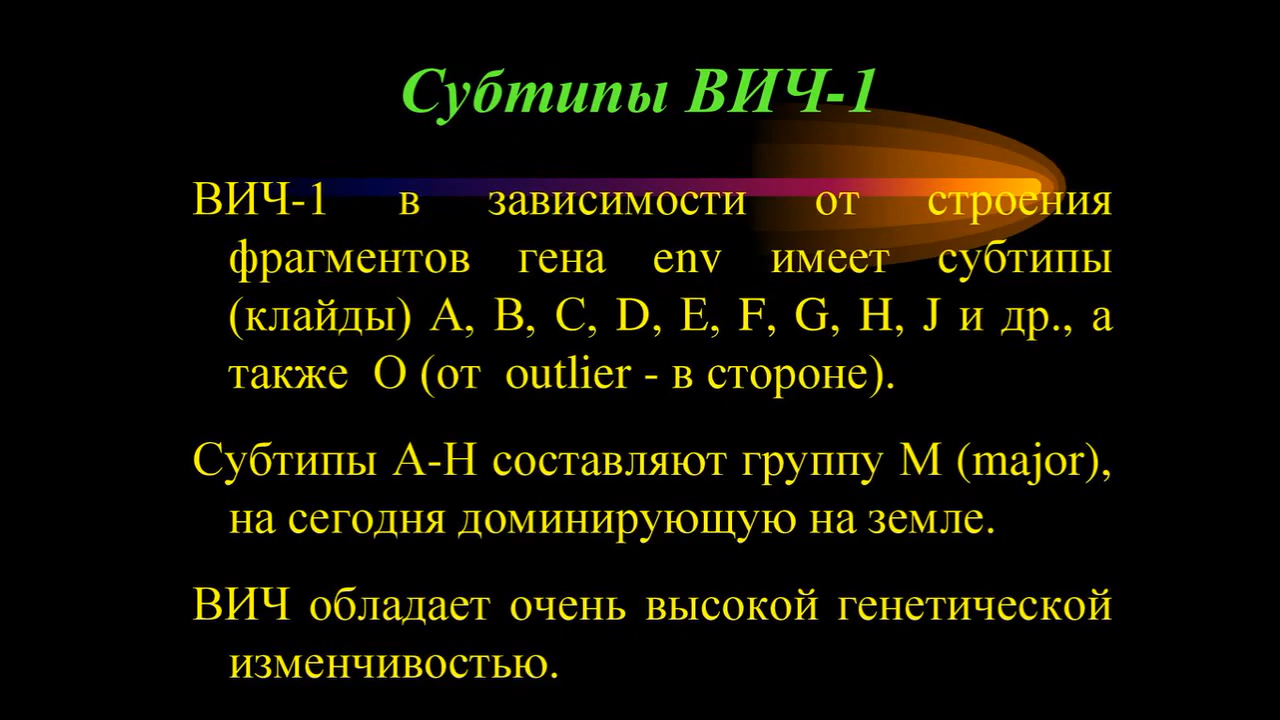 Субтипы ВИЧ-1
ВИЧ-1 в зависимости от строения
фрагментов гена env имеет субтипы
(клайды) A, B, C, D, E, F, G, H, J и др., а
также O (от outlier - в стороне).
Субтипы А-Н составляют группу М (major),
на сегодня доминирующую на земле.
ВИЧ обладает очень высокой генетической
изменчивостью.